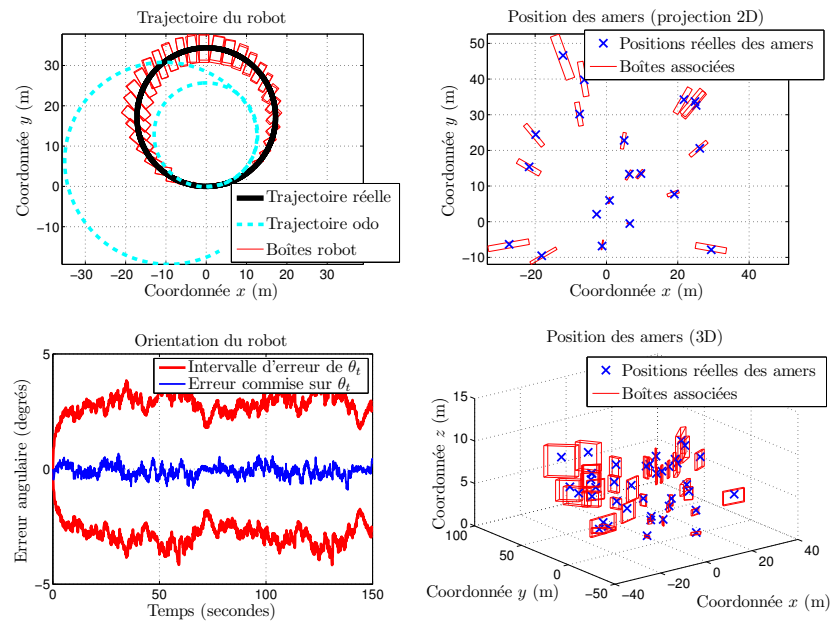 Trajectoire du robot
Coordonnée y (m)
30
20
10
0
−10
−30
−20
−10
0
10
20
30
Coordonnée x (m)
Trajectoire réelle
Trajectoire odo
Boîtes robot
Position des amers (projection 2D)
Coordonnée y (m)
50
40
30
20
10
0
−10
−20
0
20
40
Coordonnée x (m)
Positions réelles des amers
Boîtes associées
Orientation du robot
Erreur angulaire (degrés)
5
0
−5
0
50
100
150
Temps (secondes)
Intervalle d'erreur de θt
Erreur commise sur θt
Position des amers (3D)
Coordonnée z (m)
15
10
5
0
100
50
0
−50
Coordonnée y (m)
−40
−20
0
20
40
Coordonnée x (m)
Positions réelles des amers
Boîtes associées